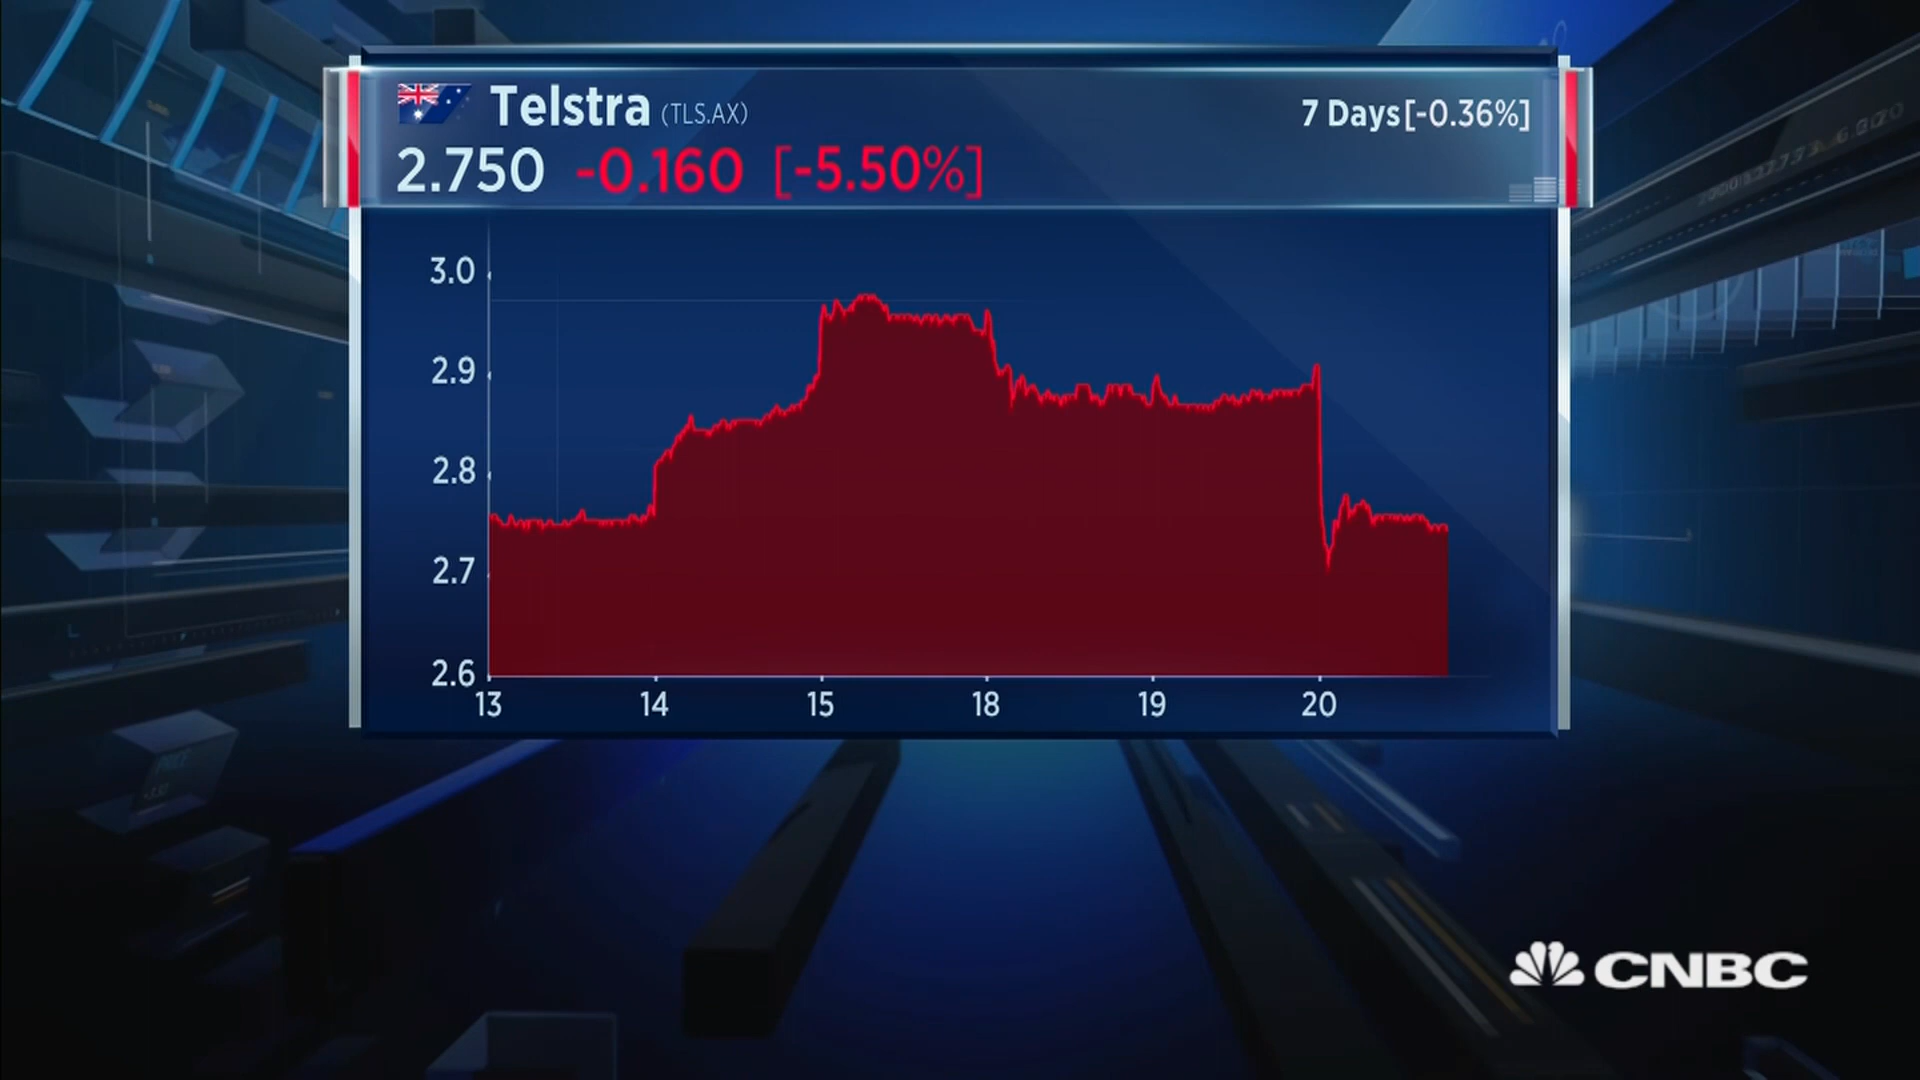 Telstra (TLS.AX) 7 Days[-0.36%]
2.750 -0.160 [-5.50%]
3.0
2.9
2.8
2.7
2.6
13 14 15 18 19 20
CNBC